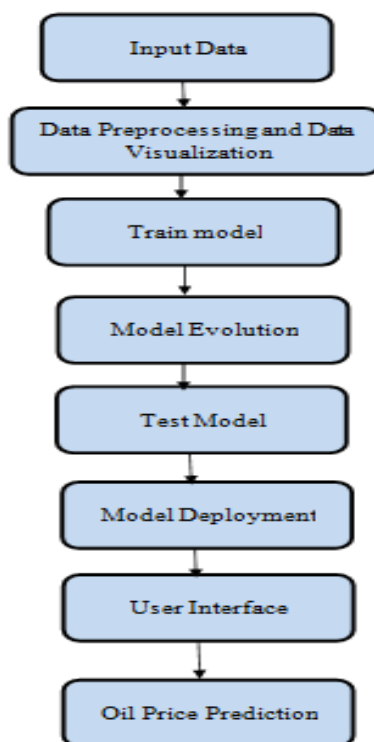 Input Data
Data Preprocessing and Data
Visualization
Train model
Model Evolution
Test Model
Model Deployment
User Interface
Oil Price Prediction